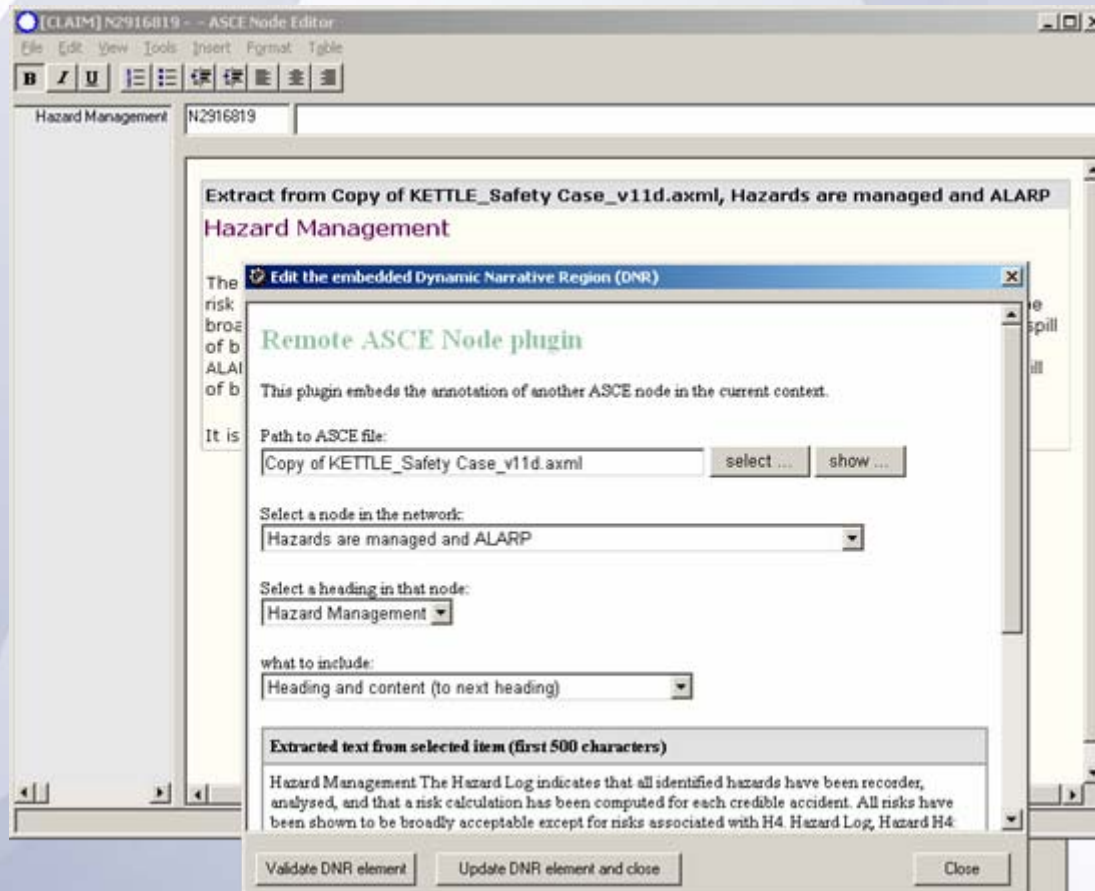 [CLAIM] N2916819 - - ASCE Node Editor
File Edit View Tools Insert Format Table
B I U
Hazard Management N2916819
Extract from Copy of KETTLE_Safety Case_v11d.axml, Hazards are managed and ALARP
Hazard Management
The
risk
broa
spill
of b
of b
It is
Edit the embedded Dynamic Narrative Region (DNR)
Remote ASCE Node plugin
This plugin embeds the annotation of another ASCE node in the current context.
Path to ASCE file:
Copy of KETTLE_Safety Case_v11d.axml select ... show ...
Select a node in the network:
Hazards are managed and ALARP
Select a heading in that node:
Hazard Management
what to include:
Heading and content (to next heading)
Extracted text from selected item (first 500 characters)
Hazard Management The Hazard Log indicates that all identified hazards have been recorder,
analysed, and that a risk calculation has been computed for each credible accident. All risks have
been shown to be broadly acceptable except for risks associated with H4. Hazard Log, Hazard H4:
Validate DNR element Update DNR element and close Close